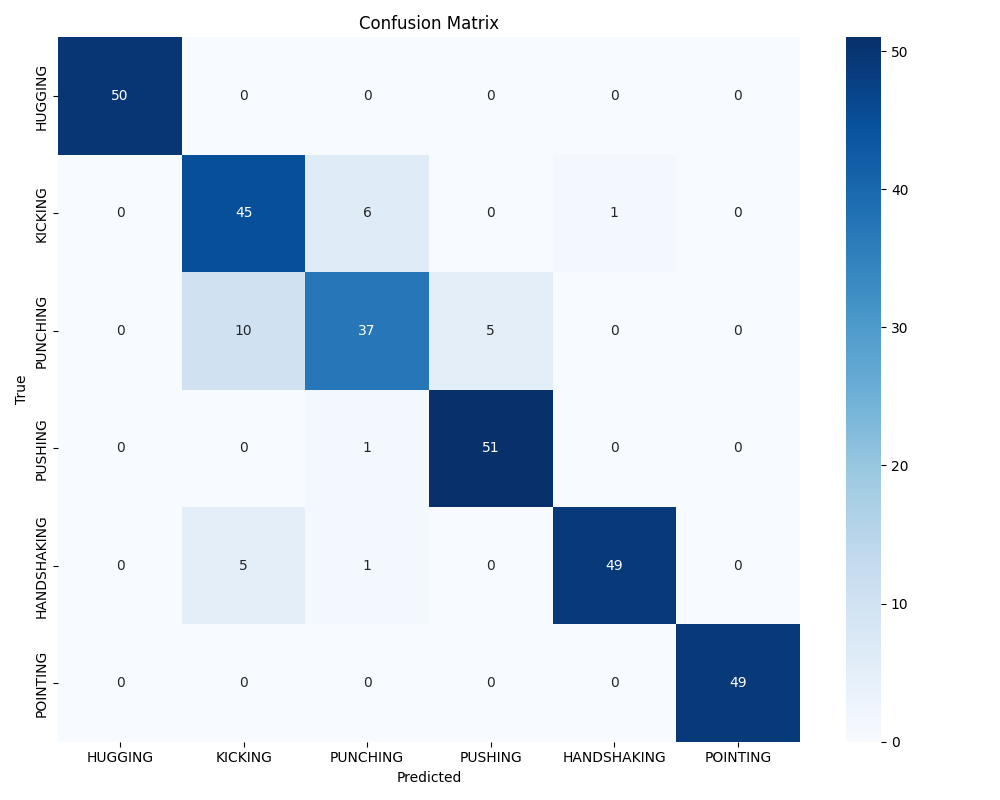 Confusion Matrix
HUGGING 50 0 0 0 0 0
KICKING 0 45 6 0 1 0
PUNCHING 0 10 37 5 0 0
PUSHING 0 0 1 51 0 0
HANDSHAKING 0 5 1 0 49 0
POINTING 0 0 0 0 0 49
True
HUGGING KICKING PUNCHING PUSHING HANDSHAKING POINTING
Predicted
50
40
30
20
10
0